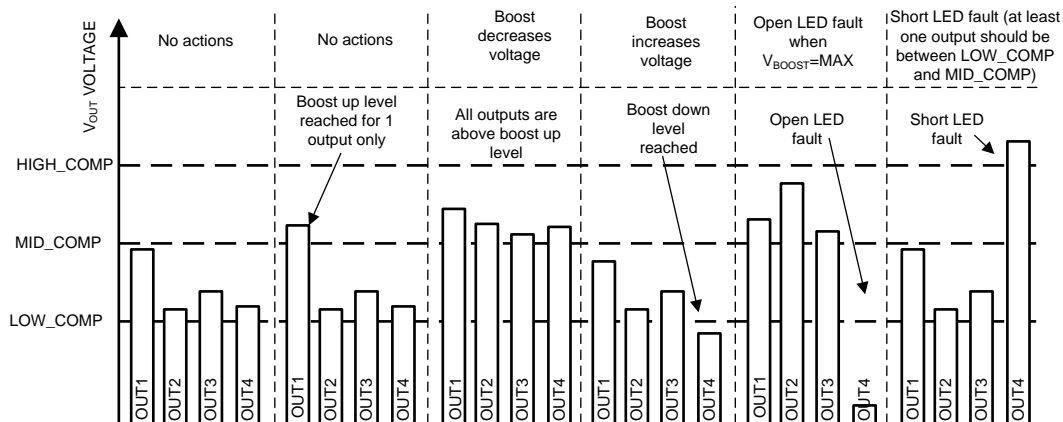 No actions
No actions
Boost
decreases
voltage
Boost
increases
voltage
Open LED fault
when
VBOOST=MAX
Short LED fault (at least
one output should be
between LOW_COMP
and MID_COMP)
VOUT VOLTAGE
Boost up level
reached for 1
output only
All outputs are
above boost up
level
Boost down
level
reached
Open LED
fault
Short LED
fault
HIGH_COMP
MID_COMP
LOW_COMP
OUT1
OUT2
OUT3
OUT4
OUT1
OUT2
OUT3
OUT4
OUT1
OUT2
OUT3
OUT4
OUT1
OUT2
OUT3
OUT4
OUT1
OUT2
OUT3
OUT4
OUT1
OUT2
OUT3
OUT4